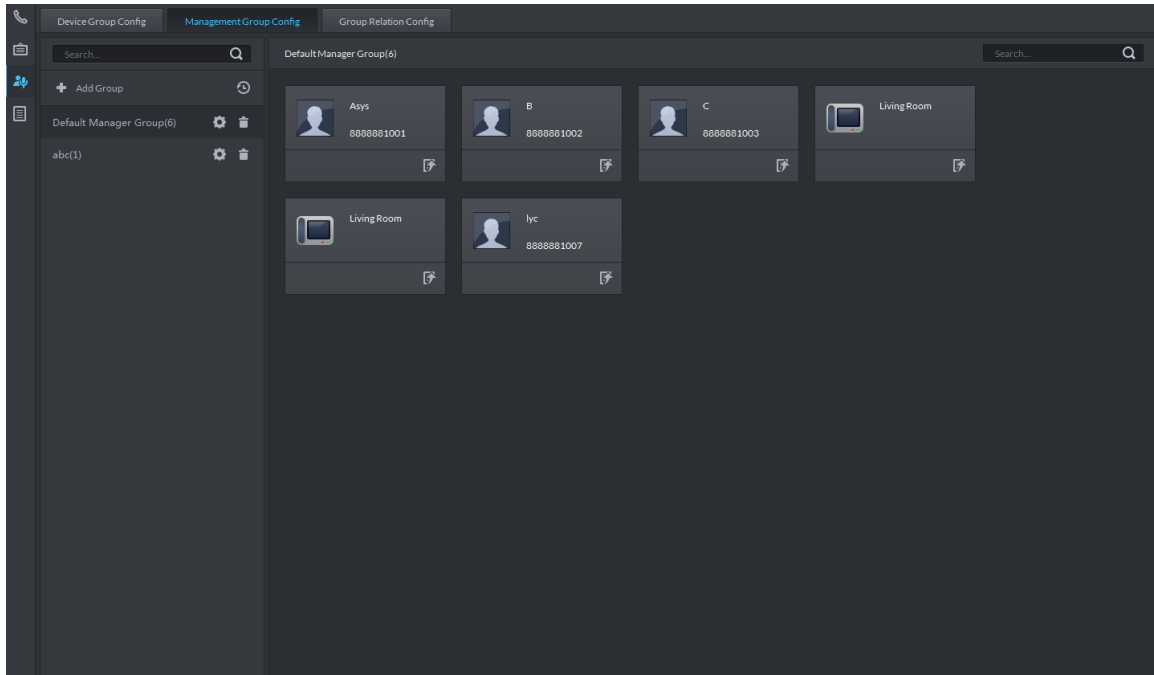 Device Group Config
Management Group Config
Group Relation Config
Search...
Add Group
Default Manager Group(6)
abc(1)
Default Manager Group(6)
Search...
Asys
8888881001
B
8888881002
C
8888881003
Living Room
Living Room
lyc
8888881007